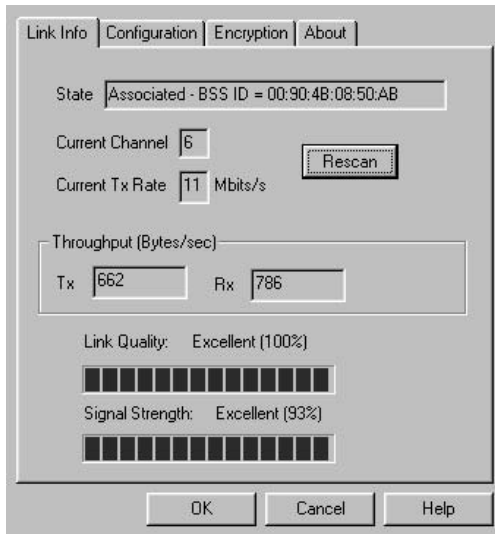 Link Info Configuration Encryption About
State Associated - BSS ID = 00:90:4B:08:50:AB
Current Channel 6
Rescan
Current Tx Rate 11 Mbits/s
Throughput (Bytes/sec)
Tx 662 Rx 786
Link Quality: Excellent (100%)
Signal Strength: Excellent (93%)
OK Cancel Help